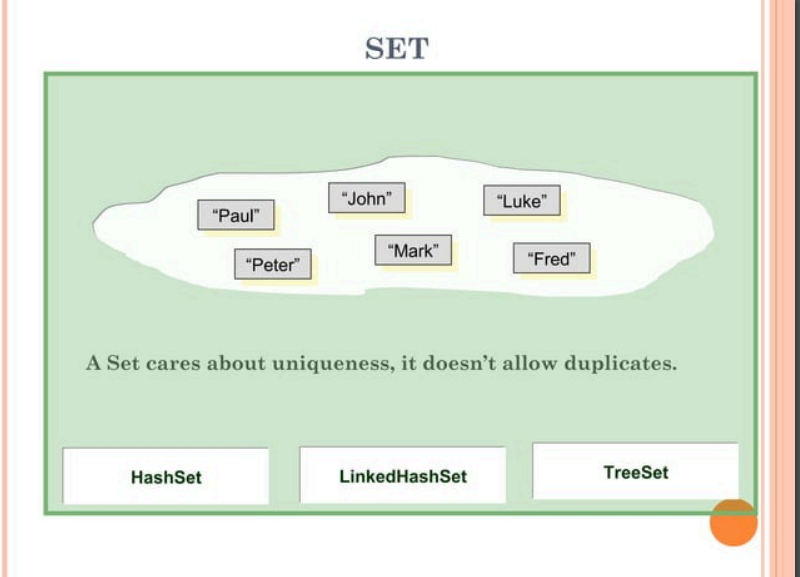 SET
“Paul” “John” “Luke”
“Peter” “Mark” “Fred”
A Set cares about uniqueness, it doesn’t allow duplicates.
HashSet LinkedHashSet TreeSet